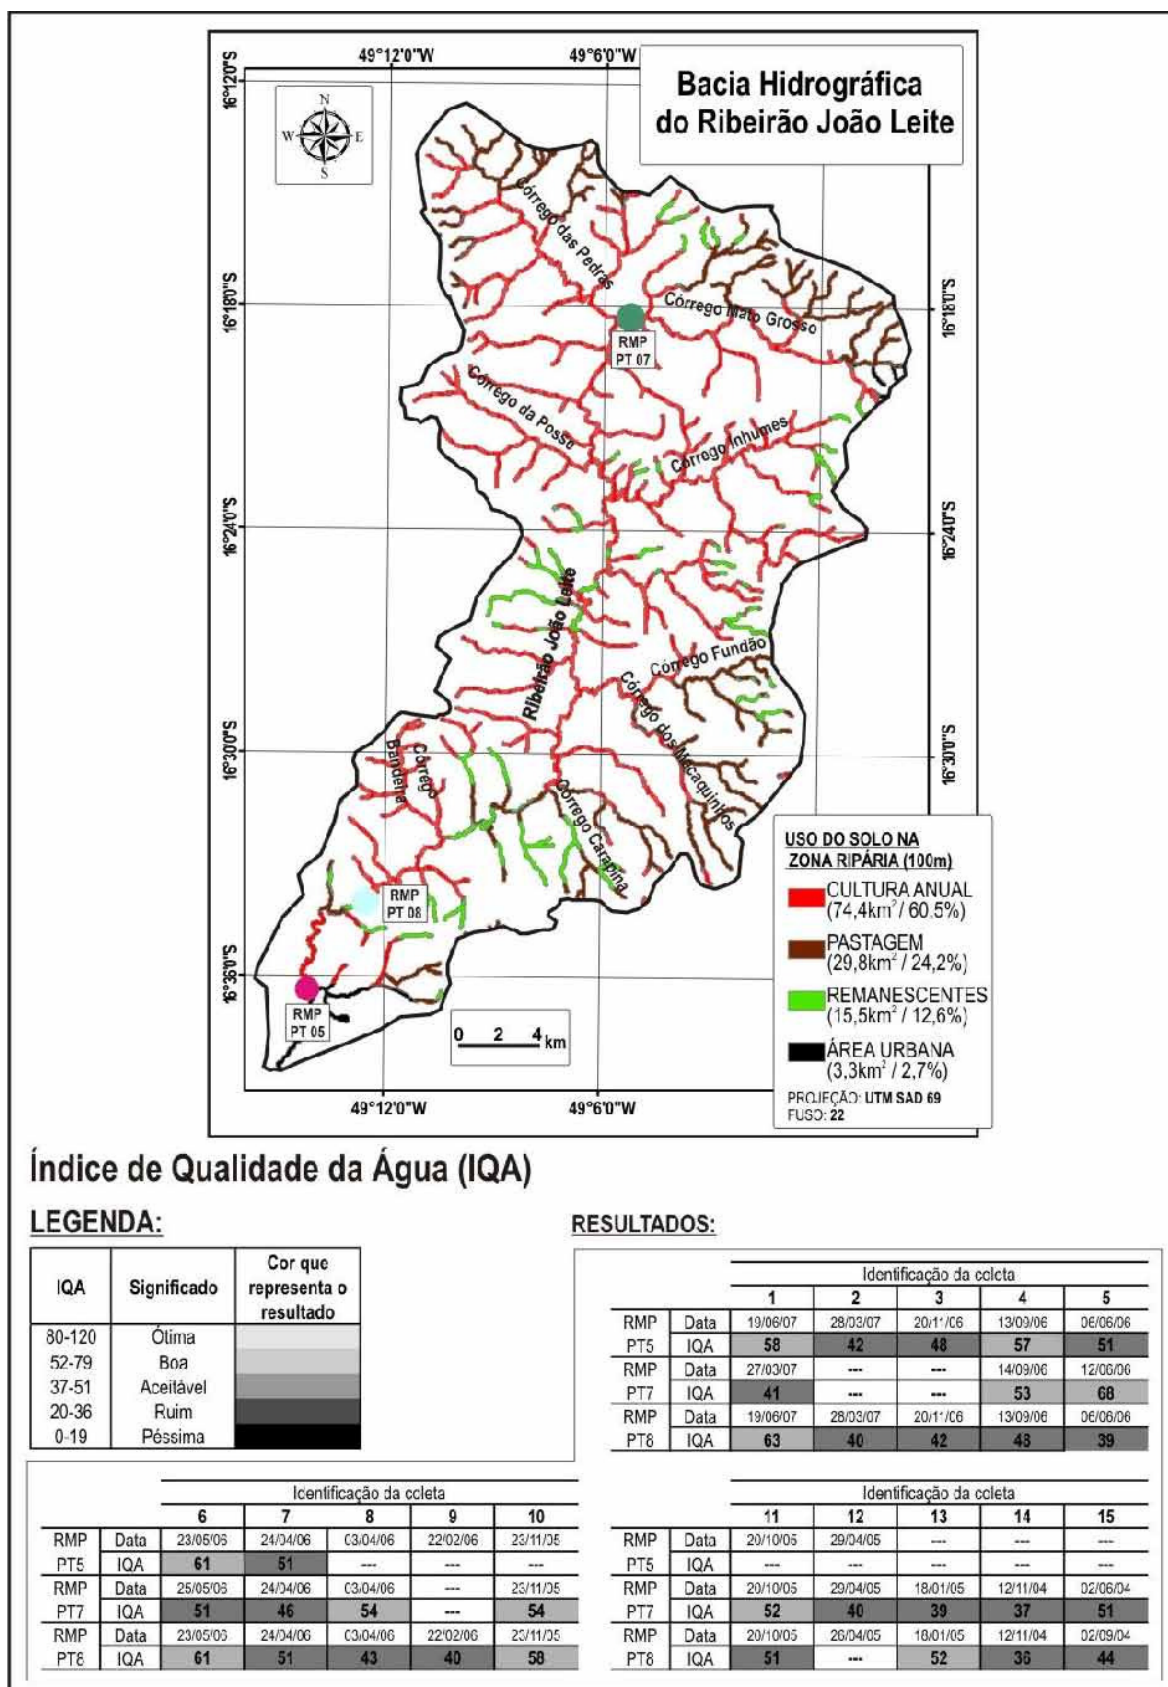 49°12'0"W 49°6'0"W
16°12'0"S
Bacia Hidrográfica
do Ribeirão João Leite
N
W E
S
Córrego das Pedras
16°18'0"S
16°18'0"S
Córrego Mato Grosso
RMP
PT 07
Córrego da Posse
Córrego Inhumes
16°24'0"S
16°24'0"S
Ribeirão João Leite
Córrego Fundão
Córrego dos Macaquinhos
16°30'0"S
16°30'0"S
Córrego
Bandeira
Córrego Carapina
RMP
PT 08
16°36'0"S
RMP
PT 05
0 2 4 km
49°12'0"W 49°6'0"W
USO DO SOLO NA
ZONA RIPÁRIA (100m)
CULTURA ANUAL
(74,4km² / 60.5%)
PASTAGEM
(29,8km² / 24,2%)
REMANESCENTES
(15,5km² / 12,6%)
ÁREA URBANA
(3,3km² / 2,7%)
PROJEÇÃO: UTM SAD 69
FUSO: 22
Índice de Qualidade da Água (IQA)
LEGENDA:
IQA Significado Cor que representa o resultado
80-120 Ótima
52-79 Boa
37-51 Aceitável
20-36 Ruim
0-19 Péssima
RESULTADOS:
Identificação da coleta
1 2 3 4 5
RMP Data 19/06/07 28/03/07 20/11/06 13/09/06 06/06/06
PT5 IQA 58 42 48 57 51
RMP Data 27/03/07 --- --- 14/09/06 12/06/06
PT7 IQA 41 --- --- 53 68
RMP Data 19/06/07 28/03/07 20/11/06 13/09/06 06/06/06
PT8 IQA 63 40 42 48 39
Identificação da coleta
6 7 8 9 10
RMP Data 23/05/06 24/04/06 03/04/06 22/02/06 23/11/05
PT5 IQA 61 51 --- --- ---
RMP Data 25/05/06 24/04/06 03/04/06 --- 23/11/05
PT7 IQA 51 46 54 --- 54
RMP Data 23/05/06 24/04/06 03/04/06 22/02/06 23/11/05
PT8 IQA 61 51 43 40 58
Identificação da coleta
11 12 13 14 15
RMP Data 20/10/05 29/04/05 --- --- ---
PT5 IQA --- --- --- --- ---
RMP Data 20/10/05 29/04/05 18/01/05 12/11/04 02/06/04
PT7 IQA 52 40 39 37 51
RMP Data 20/10/05 26/04/05 18/01/05 12/11/04 02/09/04
PT8 IQA 51 --- 52 36 44